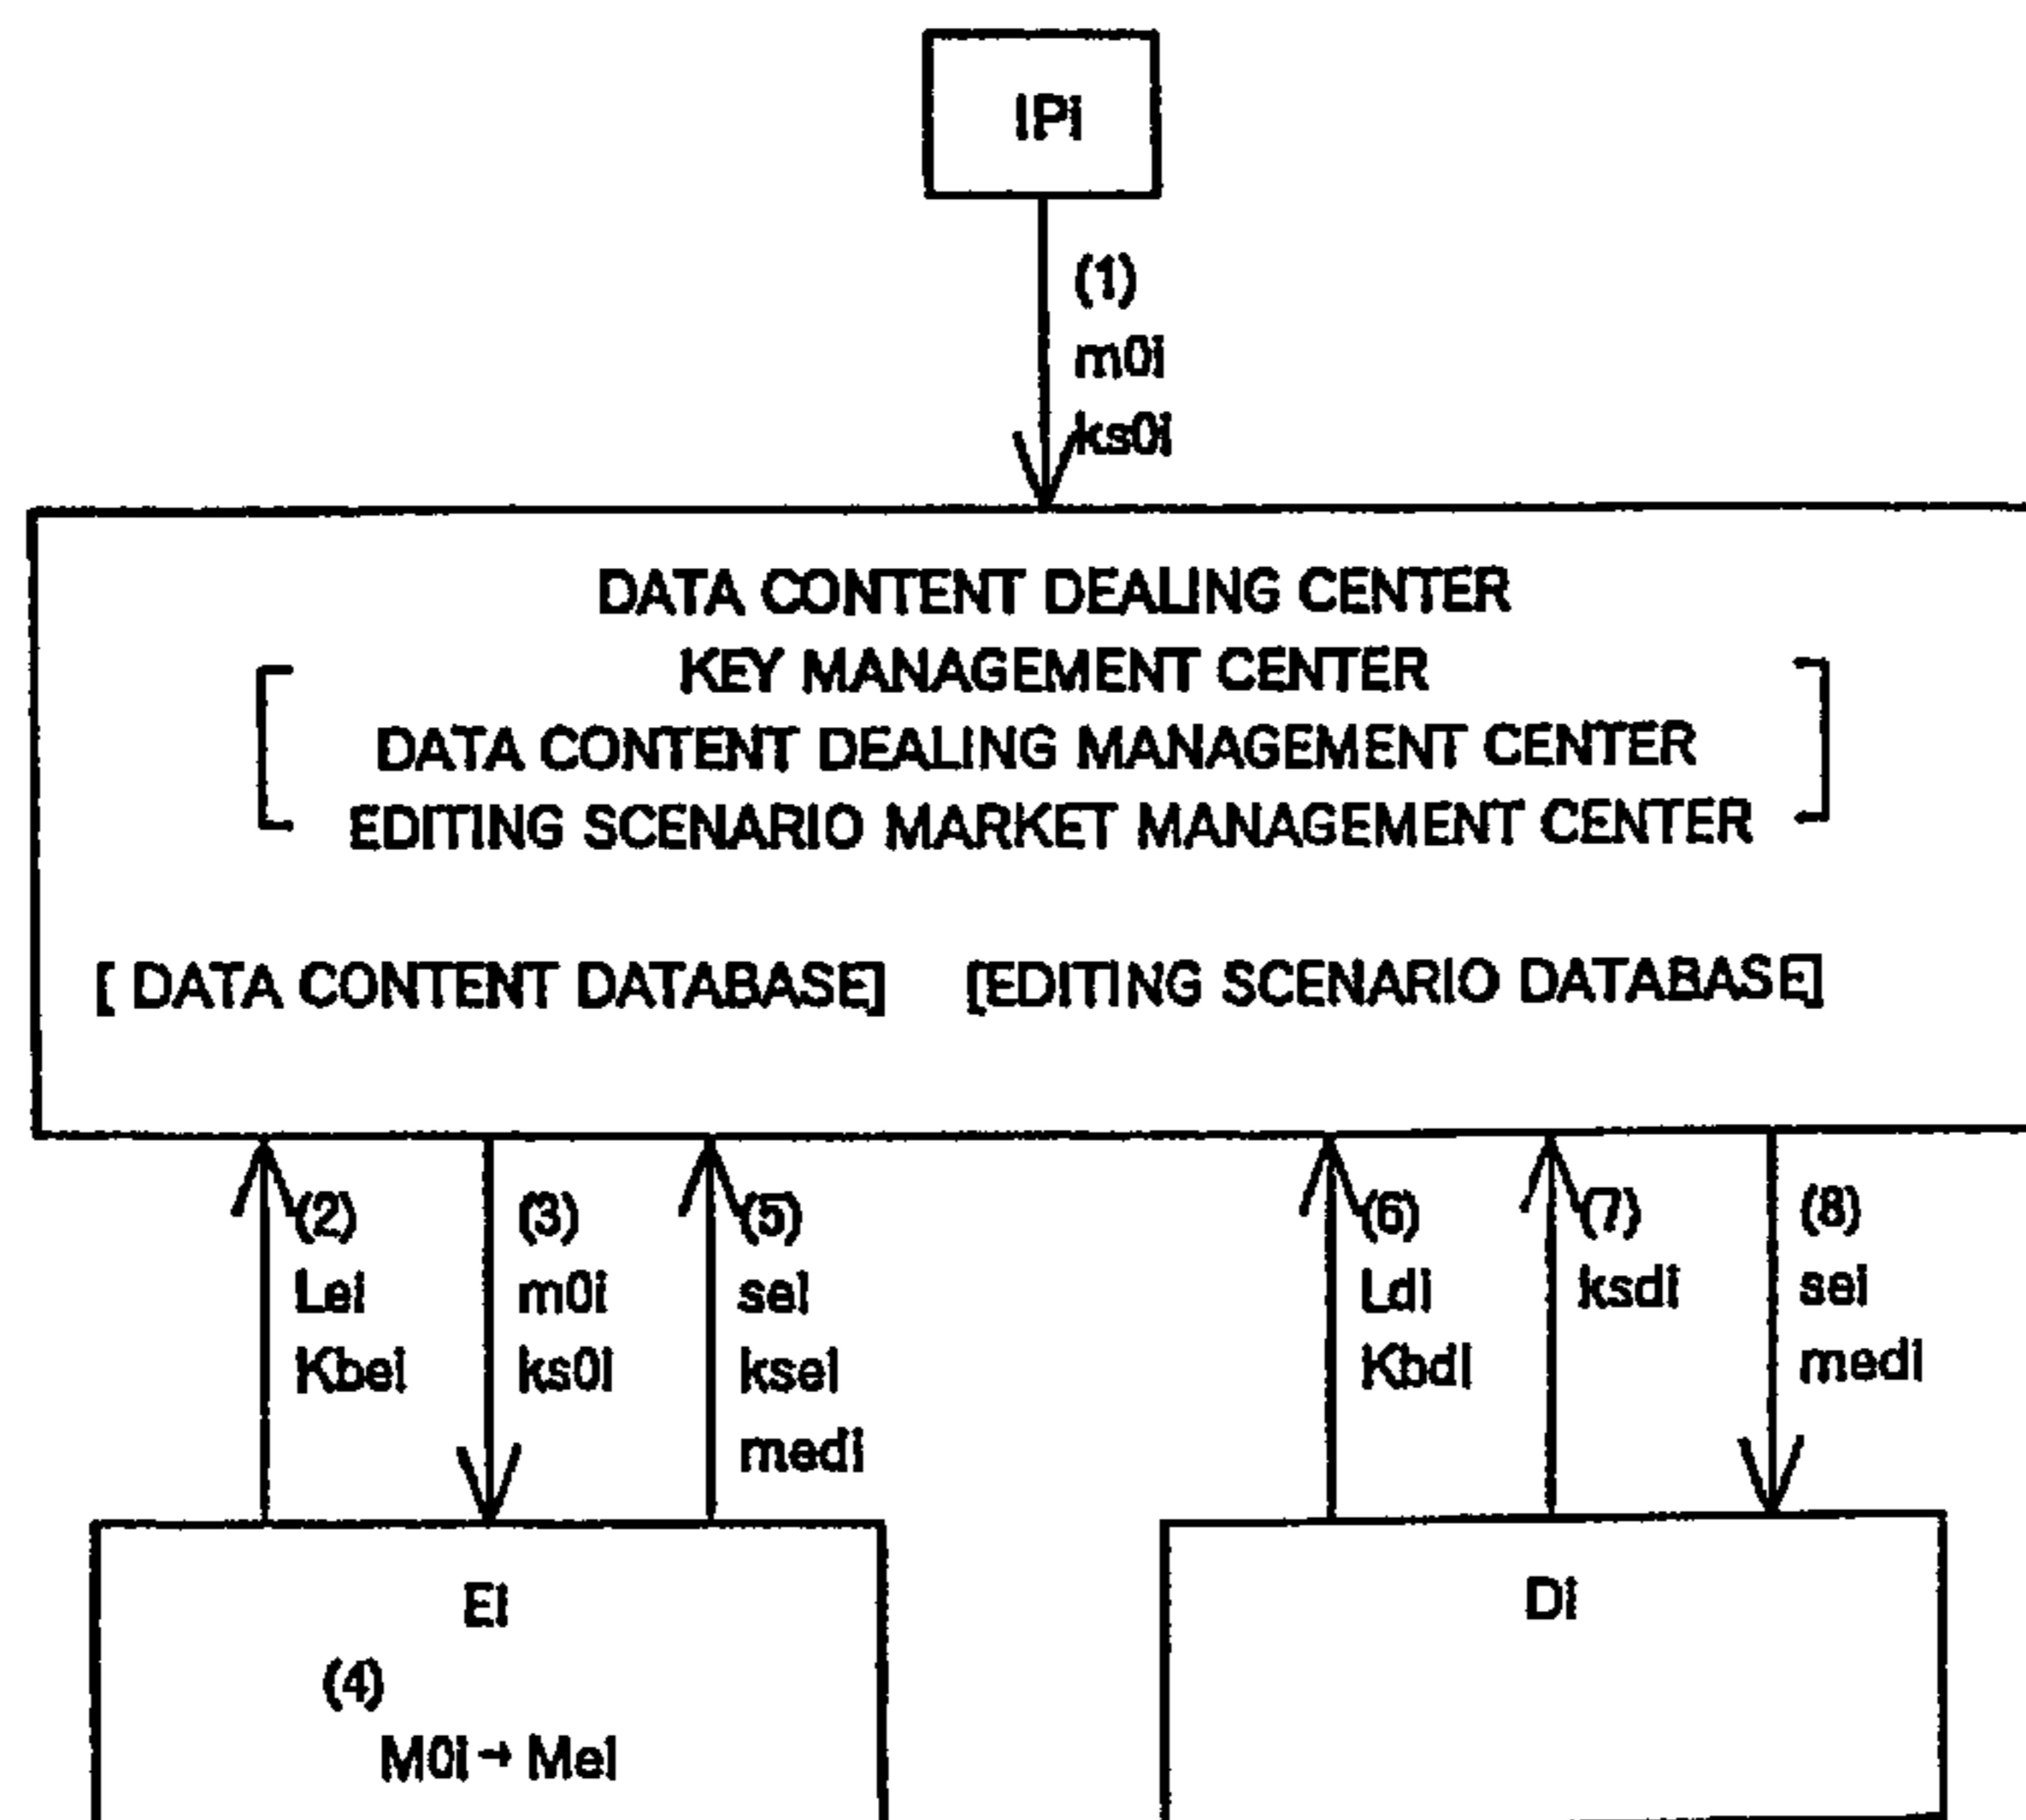 IPi
(1)
m0i
ks0i
DATA CONTENT DEALING CENTER
KEY MANAGEMENT CENTER
DATA CONTENT DEALING MANAGEMENT CENTER
EDITING SCENARIO MARKET MANAGEMENT CENTER
[ DATA CONTENT DATABASE] [EDITING SCENARIO DATABASE]
(2)
Lei
Kbei
(3)
m0i
ks0i
(5)
sei
ksei
medi
(6)
Ldi
Kbdi
(7)
ksdi
(8)
sei
medi
Ei
(4)
M0i → Mei
Di